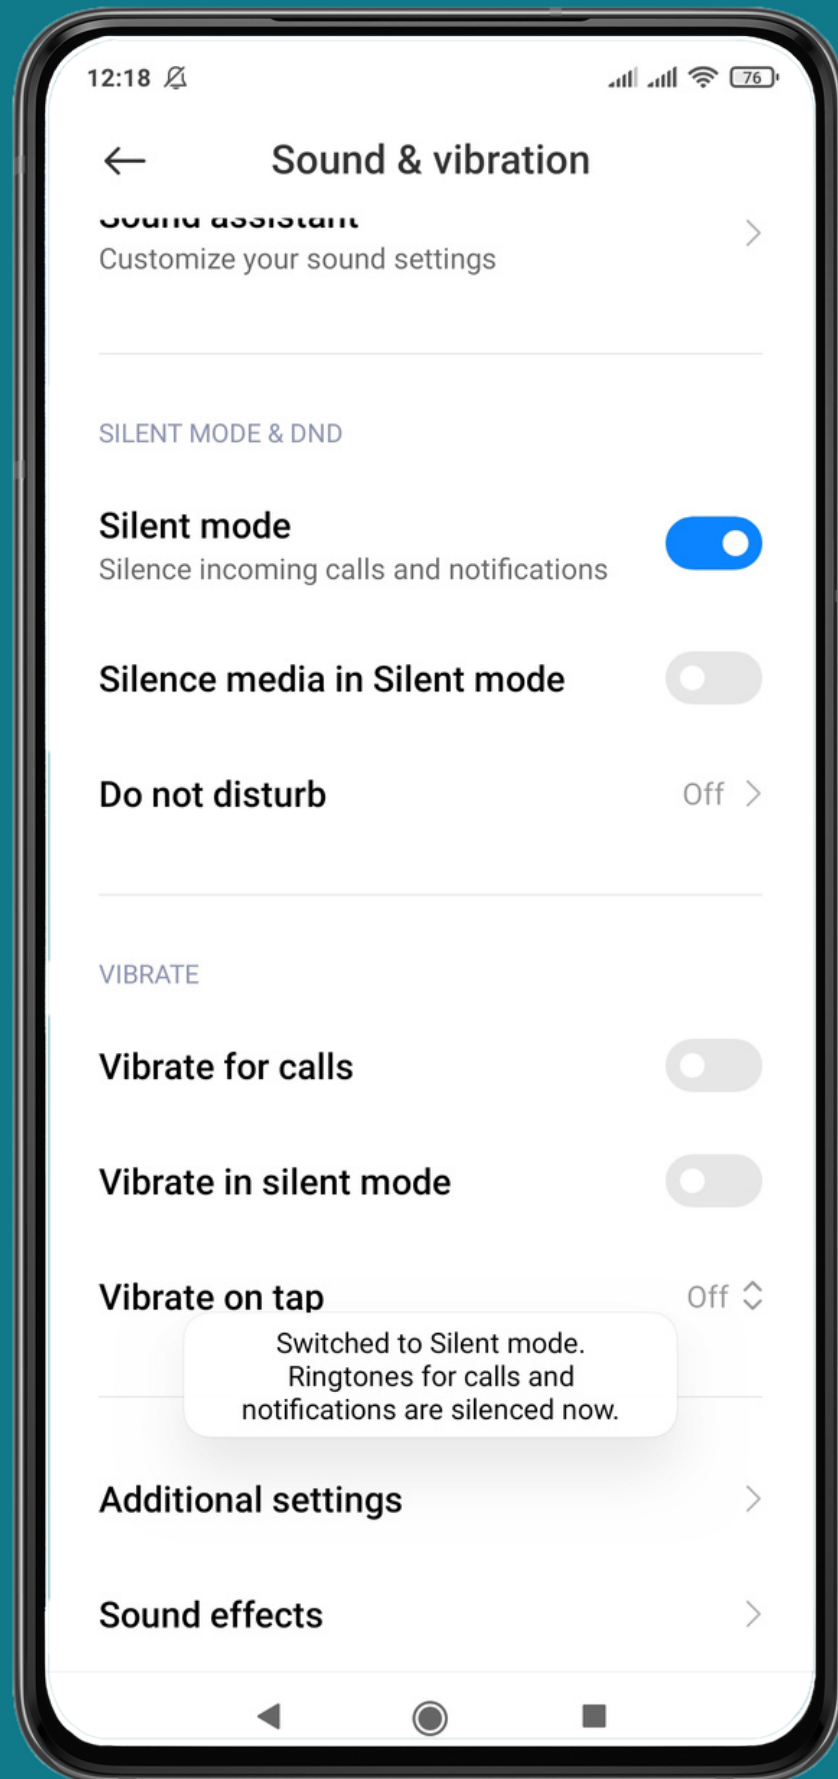 12:18 76
Sound & vibration
Sound assistant
Customize your sound settings
SILENT MODE & DND
Silent mode
Silence incoming calls and notifications
Silence media in Silent mode
Do not disturb Off
VIBRATE
Vibrate for calls
Vibrate in silent mode
Vibrate on tap Off
Switched to Silent mode.
Ringtones for calls and
notifications are silenced now.
Additional settings
Sound effects